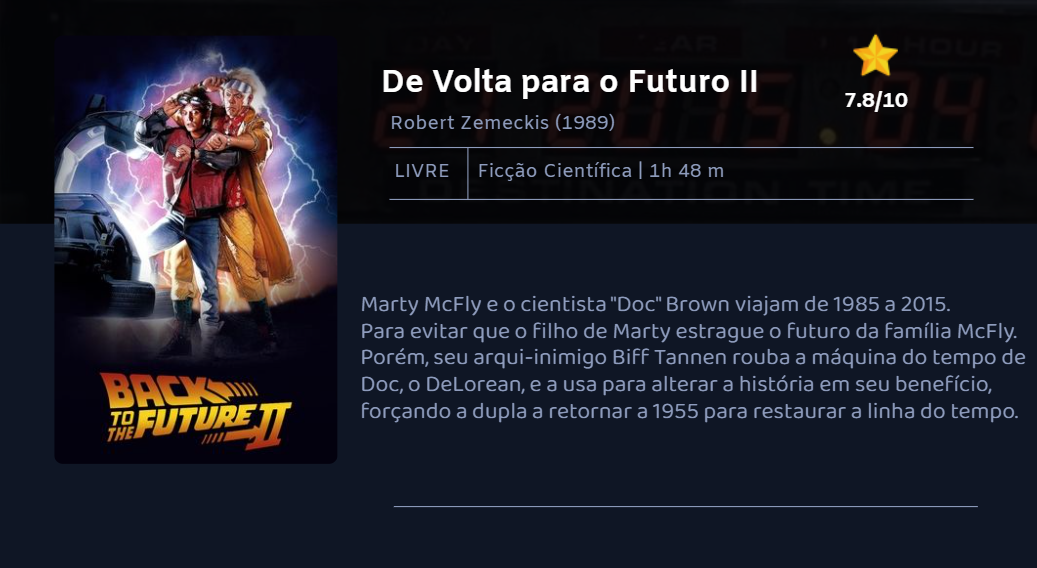 DAY
HOUR
De Volta para o Futuro II
7.8/10
Robert Zemeckis (1989)
LIVRE
Ficção Científica | 1h 48 m
Marty McFly e o cientista "Doc" Brown viajam de 1985 a 2015.
Para evitar que o filho de Marty estrague o futuro da família McFly.
Porém, seu arqui-inimigo Biff Tannen rouba a máquina do tempo de
Doc, o DeLorean, e a usa para alterar a história em seu benefício,
forçando a dupla a retornar a 1955 para restaurar a linha do tempo.
BACK
TO THE FUTURE II